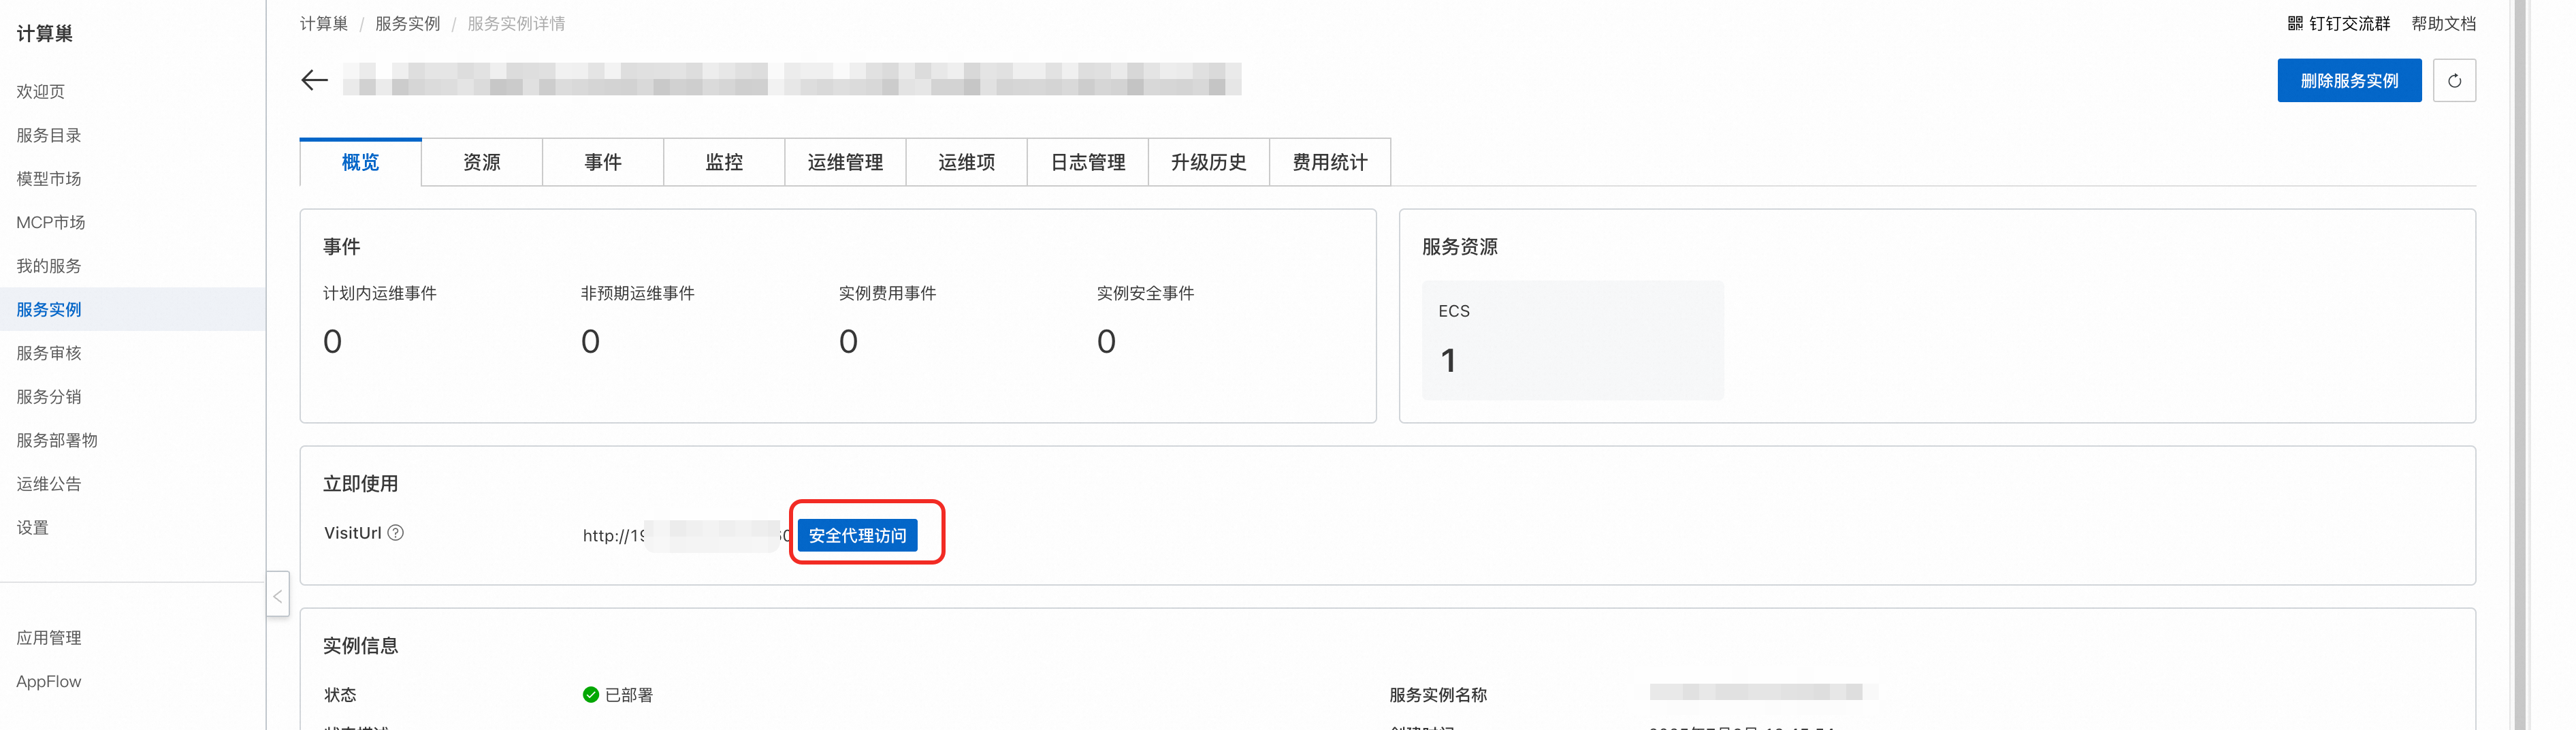 计算巢
欢迎页
服务目录
模型市场
MCP市场
我的服务
服务实例
服务审核
服务分销
服务部署物
运维公告
设置
应用管理
AppFlow
计算巢 / 服务实例 / 服务实例详情
钉钉交流群 帮助文档
删除服务实例
概览 资源 事件 监控 运维管理 运维项 日志管理 升级历史 费用统计
事件
计划内运维事件 非预期运维事件 实例费用事件 实例安全事件
0 0 0 0
服务资源
ECS
1
立即使用
VisitUrl http://19 安全代理访问
实例信息
状态 已部署
服务实例名称